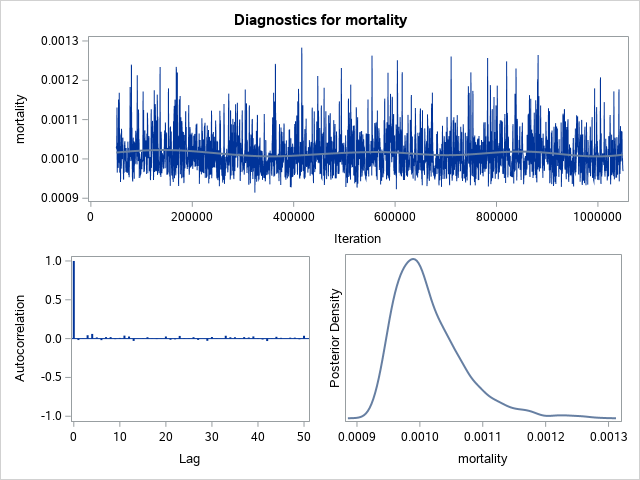 Diagnostics for mortality
mortality
0.0013
0.0012
0.0011
0.0010
0.0009
0 200000 400000 600000 800000 1000000
Iteration
Autocorrelation
1.0
0.5
0.0
-0.5
-1.0
0 10 20 30 40 50
Lag
Posterior Density
0.0009 0.0010 0.0011 0.0012 0.0013
mortality